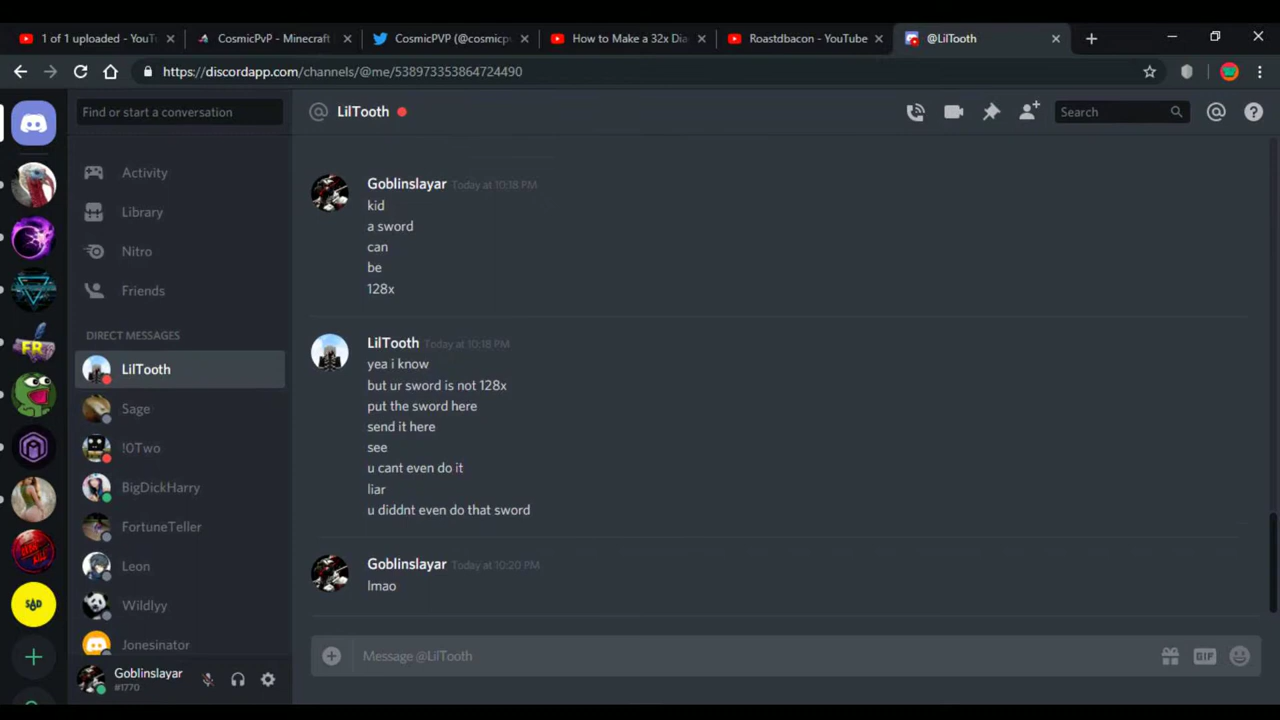 1 of 1 uploaded - YouTu
CosmicPvP - Minecraft
CosmicPVP (@cosmicp
How to Make a 32x Dia
Roastdbacon - YouTube
@LilTooth
https://discordapp.com/channels/@me/538973353864724490
Find or start a conversation
@ LilTooth
Search
Activity
Library
Nitro
Friends
DIRECT MESSAGES
LilTooth
Sage
!0Two
BigDickHarry
FortuneTeller
Leon
Wildlyy
Jonesinator
Goblinslayar
#1770
FR
SAD
Goblinslayar Today at 10:18 PM
kid
a sword
can
be
128x
LilTooth Today at 10:18 PM
yea i know
but ur sword is not 128x
put the sword here
send it here
see
u cant even do it
liar
u diddnt even do that sword
Goblinslayar Today at 10:20 PM
lmao
Message @LilTooth
GIF